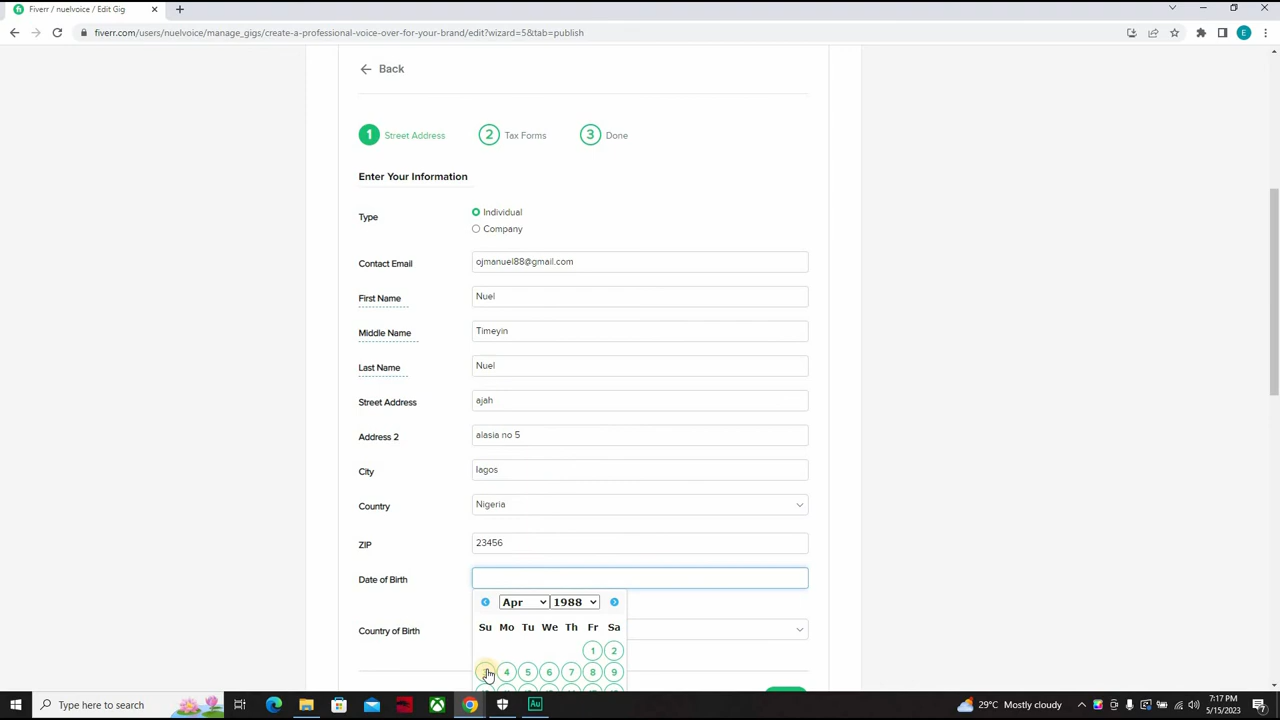 Fiverr / nuelvoice / Edit Gig
fiverr.com/users/nuelvoice/manage_gigs/create-a-professional-voice-over-for-your-brand/edit?wizard=5&tab=publish
E
Back
1 Street Address 2 Tax Forms 3 Done
Enter Your Information
Type
Individual
Company
Contact Email ojmanuel88@gmail.com
First Name Nuel
Middle Name Timeyin
Last Name Nuel
Street Address ajah
Address 2 alasia no 5
City lagos
Country Nigeria
ZIP 23456
Date of Birth
Apr 1988
Su Mo Tu We Th Fr Sa
Country of Birth
1 2
4 5 6 7 8 9
Type here to search
Au
29°C Mostly cloudy
7:17 PM
5/15/2023